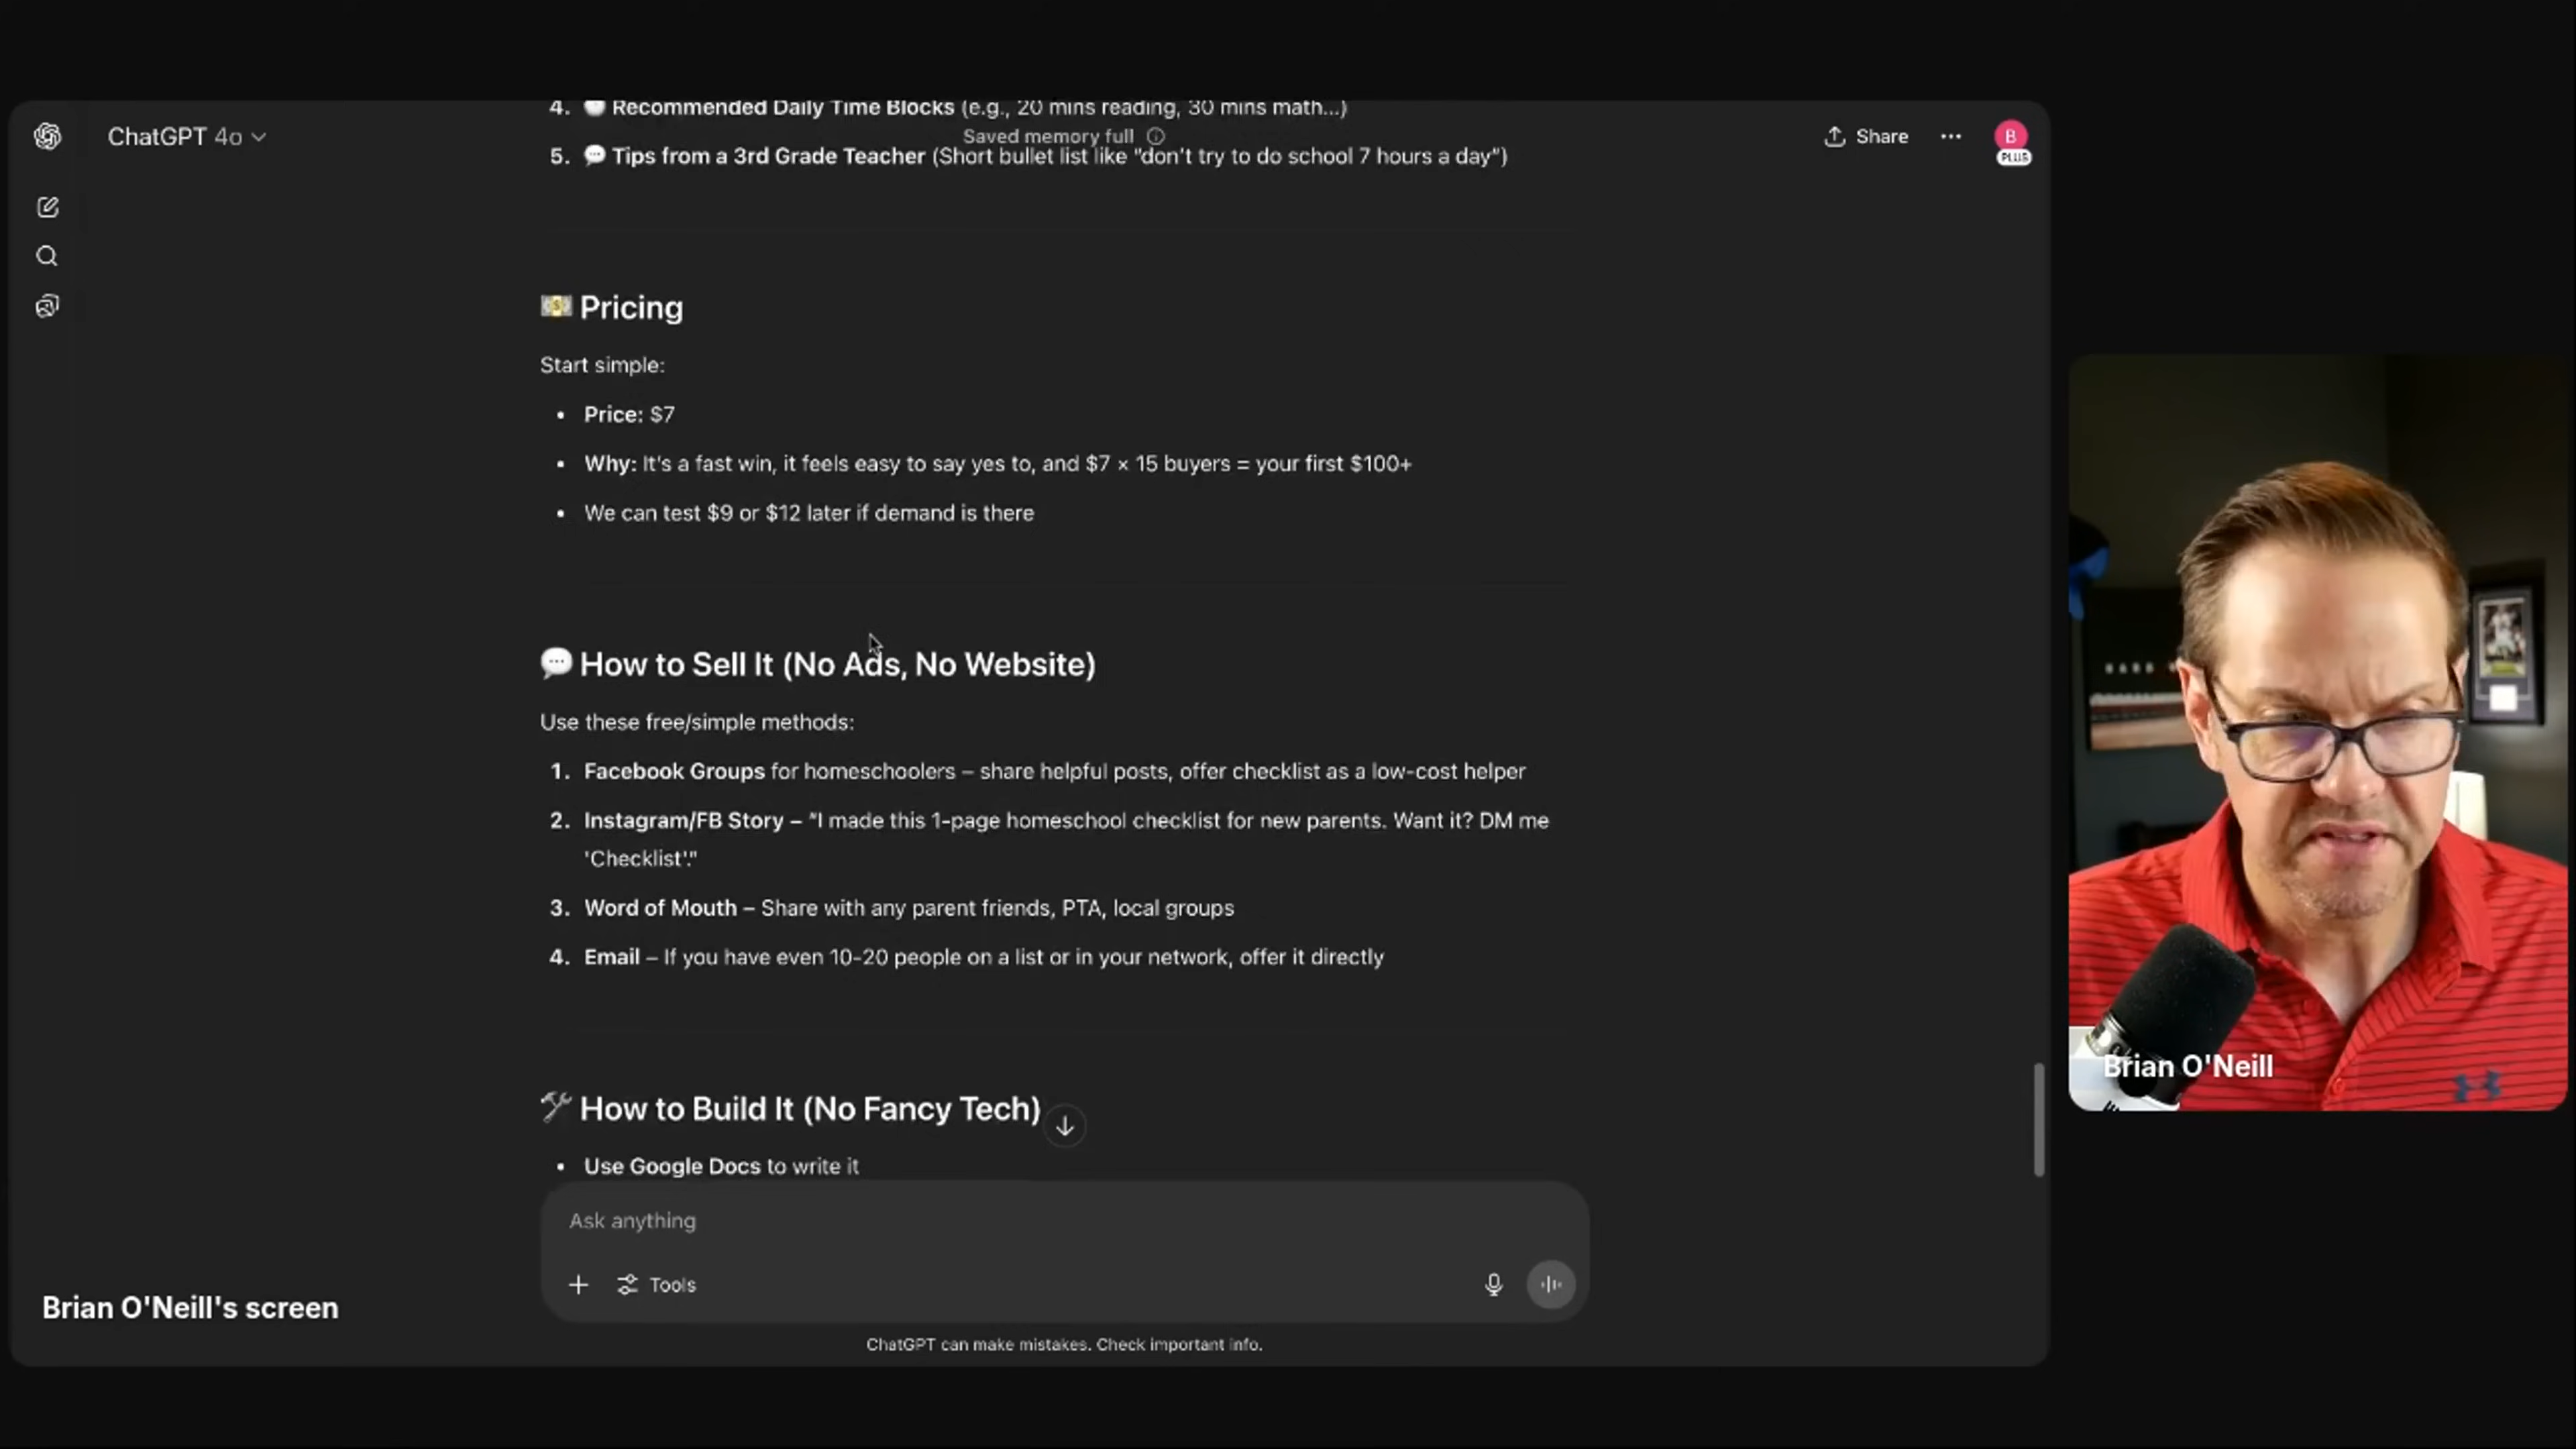 4. 💬 Recommended Daily Time Blocks (e.g., 20 mins reading, 30 mins math...)
ChatGPT 4o
Saved memory full
Share
B
PLUS
5. 💬 Tips from a 3rd Grade Teacher (Short bullet list like "don't try to do school 7 hours a day")
💵 Pricing
Start simple:
• Price: $7
• Why: It's a fast win, it feels easy to say yes to, and $7 × 15 buyers = your first $100+
• We can test $9 or $12 later if demand is there
💬 How to Sell It (No Ads, No Website)
Use these free/simple methods:
1. Facebook Groups for homeschoolers – share helpful posts, offer checklist as a low-cost helper
2. Instagram/FB Story – "I made this 1-page homeschool checklist for new parents. Want it? DM me
'Checklist'."
3. Word of Mouth – Share with any parent friends, PTA, local groups
4. Email – If you have even 10-20 people on a list or in your network, offer it directly
🛠 How to Build It (No Fancy Tech)
• Use Google Docs to write it
Ask anything
Tools
ChatGPT can make mistakes. Check important info.
Brian O'Neill's screen
Brian O'Neill